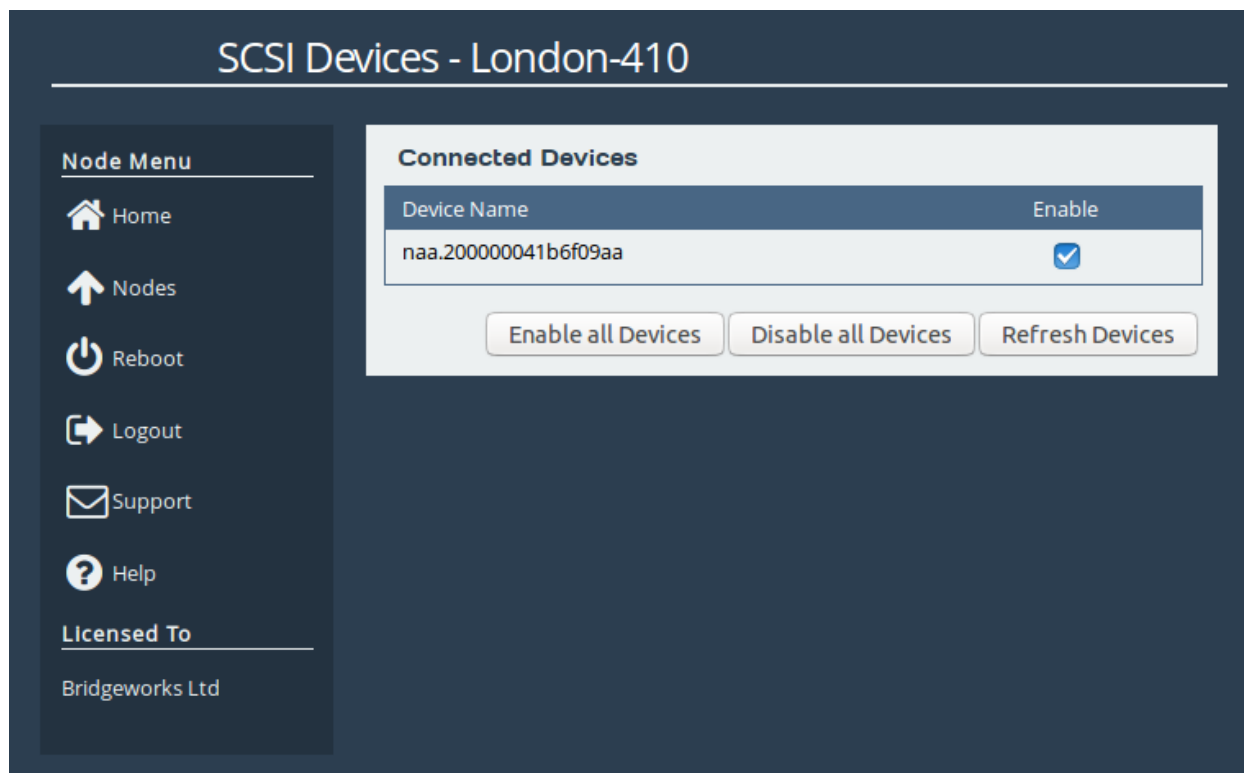 SCSI Devices - London-410
Node Menu
Home
Nodes
Reboot
Logout
Support
Help
Licensed To
Bridgeworks Ltd
Connected Devices
Device Name Enable
naa.200000041b6f09aa
Enable all Devices Disable all Devices Refresh Devices